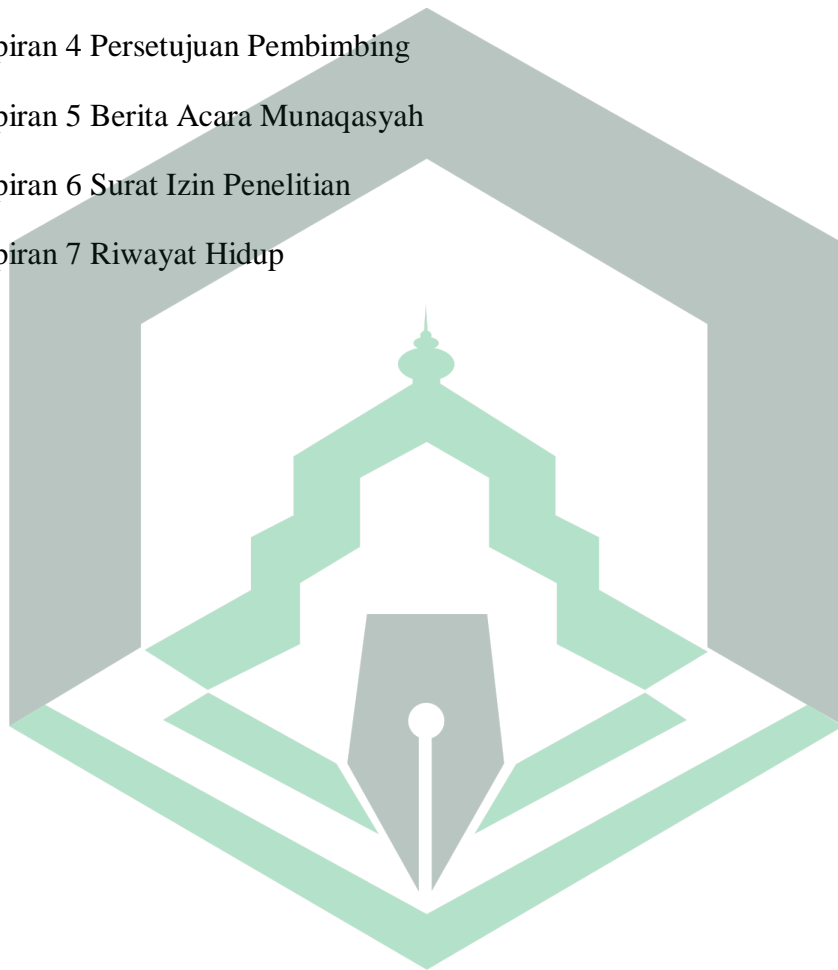 piran 4 Persetujuan Pembimbing
piran 5 Berita Acara Munaqasyah
piran 6 Surat Izin Penelitian
piran 7 Riwayat Hidup